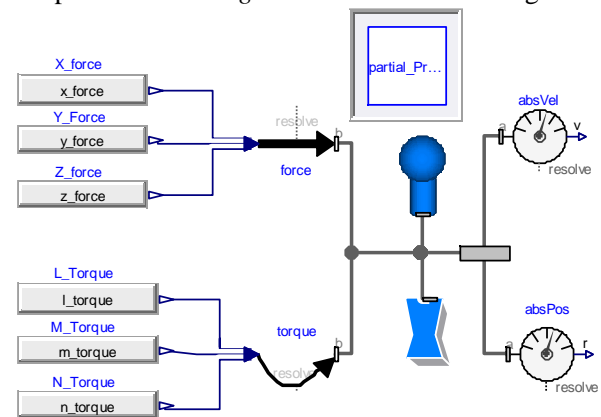 X_force
x_force
Y_Force
y_force
Z_force
z_force
resolve
b
force
partial_Pr...
absVel
a
v
resolve
L_Torque
l_torque
M_Torque
m_torque
N_Torque
n_torque
torque
b
resolve
absPos
a
r
resolve